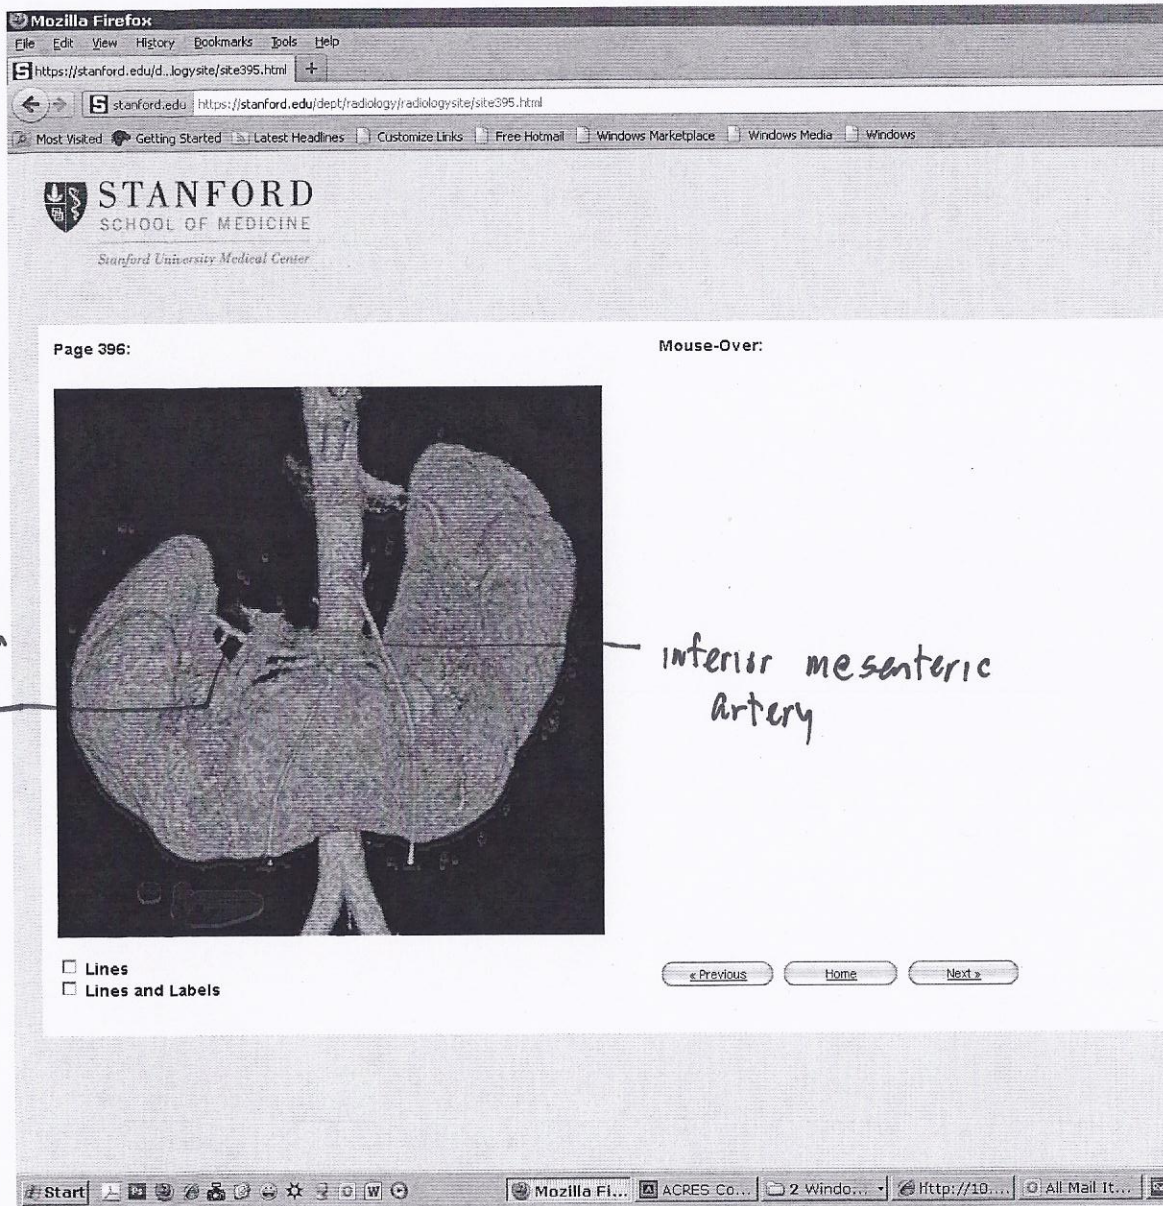 Mozilla Firefox
File Edit View History Bookmarks Tools Help
https://stanford.edu/d...logysite/site395.html +
stanford.edu https://stanford.edu/dept/radiology/radiologysite/site395.html
Most Visited Getting Started Latest Headlines Customize Links Free Hotmail Windows Marketplace Windows Media Windows
STANFORD
SCHOOL OF MEDICINE
Stanford University Medical Center
Page 396:
Mouse-Over:
inferior mesenteric
artery
Lines
Lines and Labels
« Previous Home Next »
Start Mozilla Fi... ACRES Co... 2 Windo... Http://10.... All Mail It...